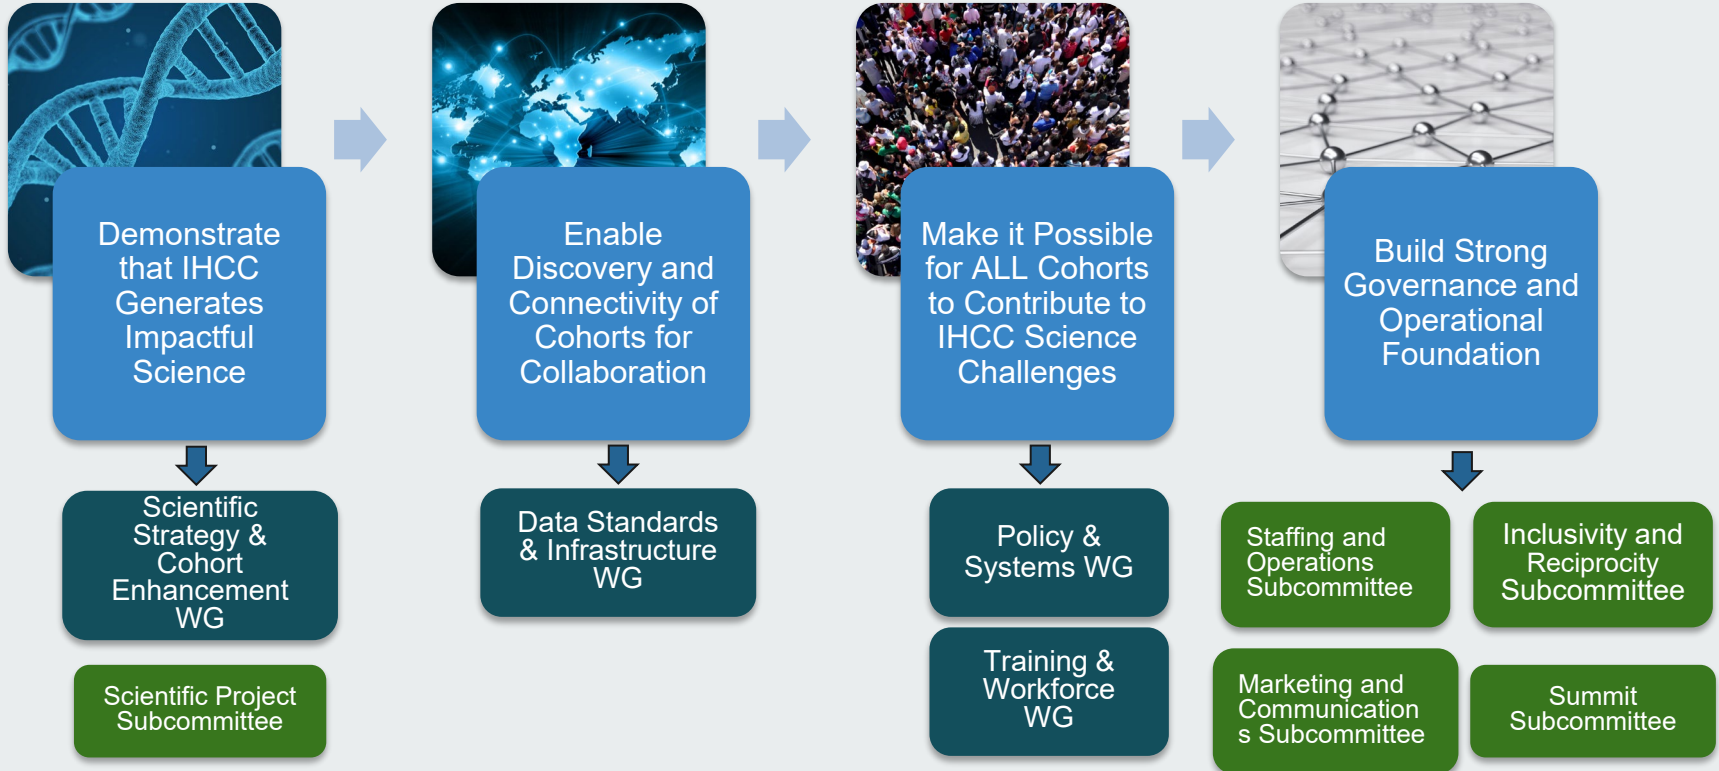 Demonstrate
that IHCC
Generates
Impactful
Science
Enable
Discovery and
Connectivity of
Cohorts for
Collaboration
Make it Possible
for ALL Cohorts
to Contribute to
IHCC Science
Challenges
Build Strong
Governance and
Operational
Foundation
Scientific
Strategy &
Cohort
Enhancement
WG
Scientific Project
Subcommittee
Data Standards
& Infrastructure
WG
Policy &
Systems WG
Training &
Workforce
WG
Staffing and
Operations
Subcommittee
Inclusivity and
Reciprocity
Subcommittee
Marketing and
Communication
s Subcommittee
Summit
Subcommittee